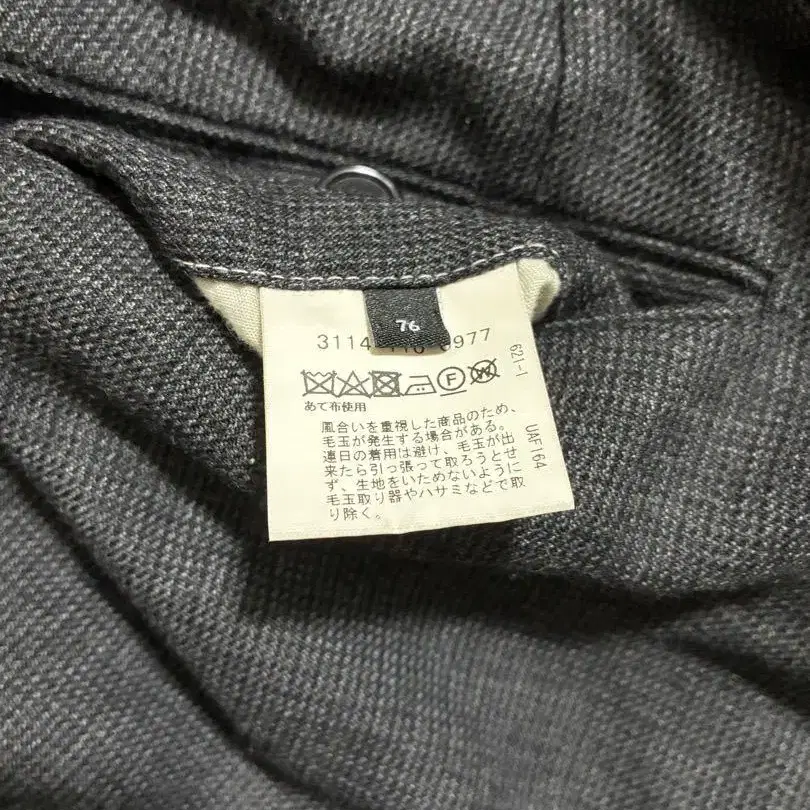 76
3114 977
あて布使用
風合いを重視した商品のため、
毛玉が発生する場合がある。
連日の着用は避け、毛玉が出
来たら引っ張って取ろうとせ
ず、生地をいためないように
毛玉取り器やハサミなどで取
り除く。
F
W
621-1
UAF164